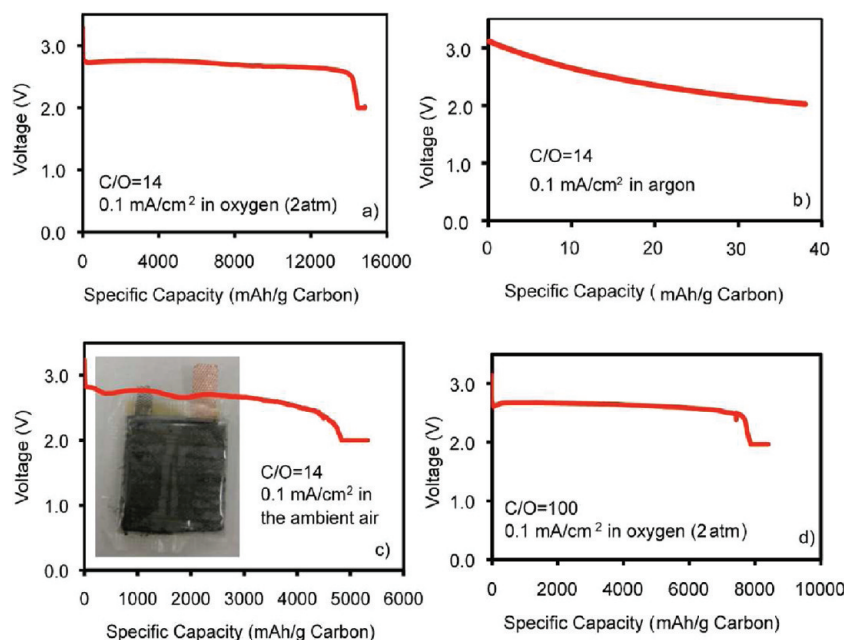 3.0
2.0
1.0
0.0
Voltage (V)
C/O=14
0.1 mA/cm² in oxygen (2atm)
a)
0
4000
8000
12000
16000
Specific Capacity (mAh/g Carbon)
3.0
2.0
1.0
0.0
Voltage (V)
C/O=14
0.1 mA/cm² in argon
b)
0
10
20
30
40
Specific Capacity ( mAh/g Carbon)
3.0
2.0
1.0
0.0
Voltage (V)
C/O=14
0.1 mA/cm² in
the ambient air
c)
0
1000
2000
3000
4000
5000
6000
Specific Capacity (mAh/g Carbon)
3.0
2.0
1.0
0.0
Voltage (V)
C/O=100
0.1 mA/cm² in oxygen (2atm)
d)
0
2000
4000
6000
8000
10000
Specific Capacity (mAh/g Carbon)